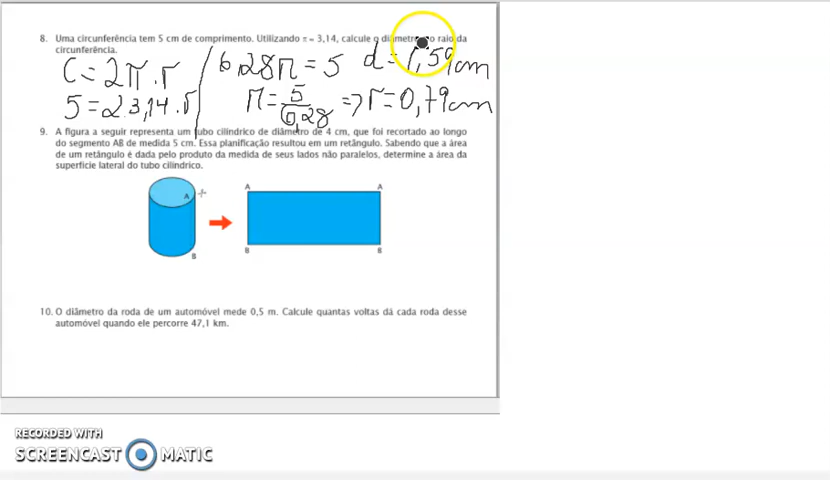 8. Uma circunferência tem 5 cm de comprimento. Utilizando π = 3,14, calcule o diâmetro o raio da
circunferência.
C = 2π.r
5 = 2.3,14.r
6,28r = 5
r = 5/6,28 => r = 0,79cm
d = 1,59cm
9. A figura a seguir representa um tubo cilíndrico de diâmetro de 4 cm, que foi recortado ao longo
do segmento AB de medida 5 cm. Essa planificação resultou em um retângulo. Sabendo que a área
de um retângulo é dada pelo produto da medida de seus lados não paralelos, determine a área da
superfície lateral do tubo cilíndrico.
A
B
A A
B B
10. O diâmetro da roda de um automóvel mede 0,5 m. Calcule quantas voltas dá cada roda desse
automóvel quando ele percorre 47,1 km.
RECORDED WITH
SCREENCAST MATIC